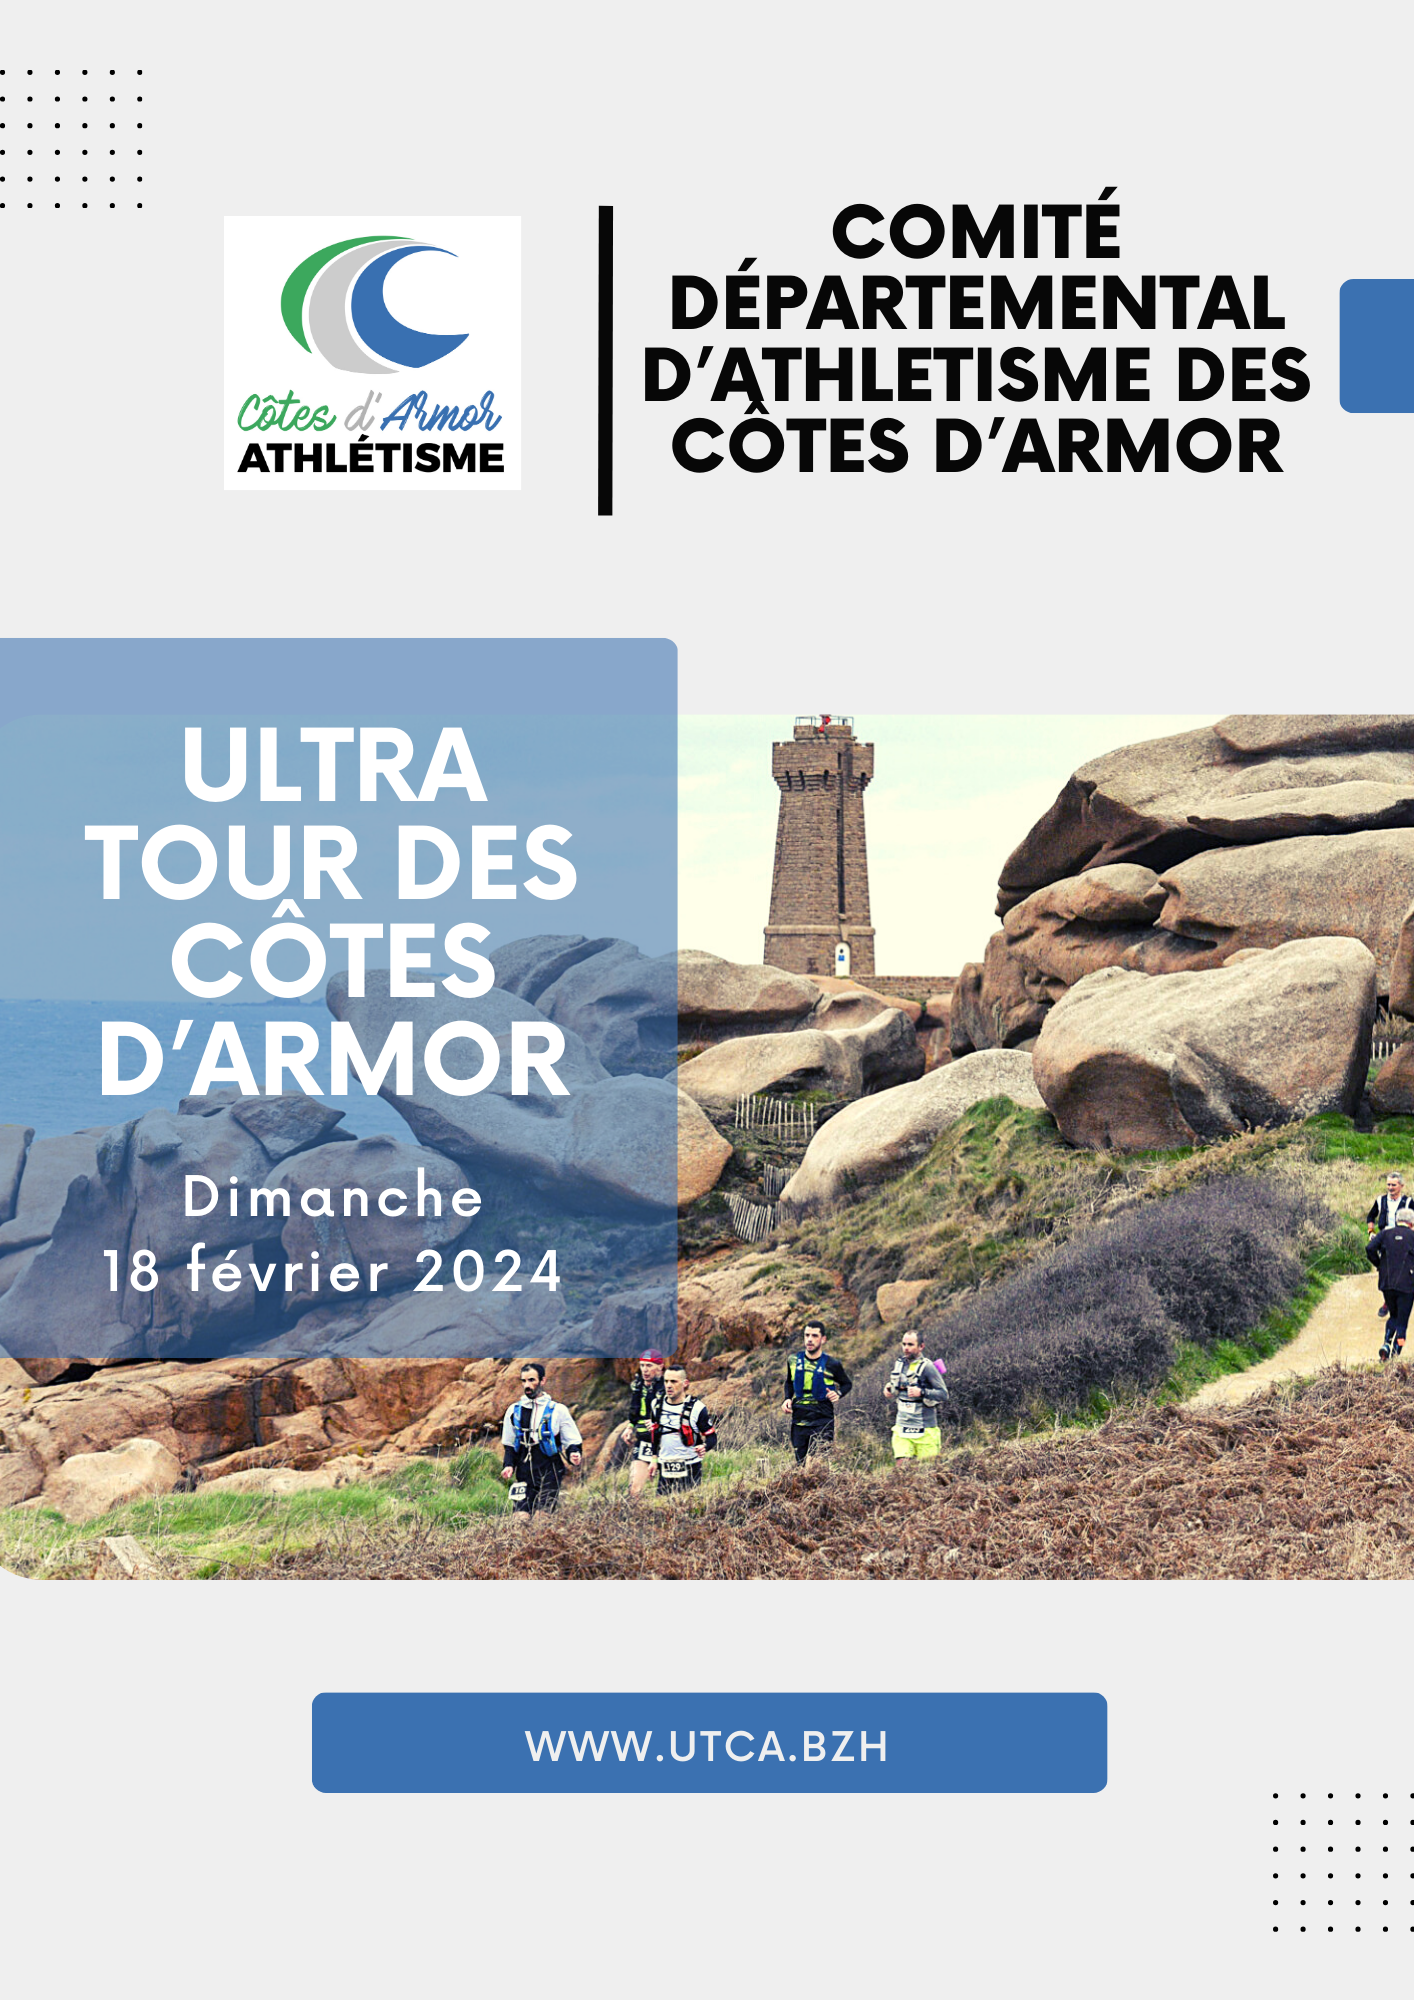 Côtes d'Armor
ATHLÉTISME
COMITÉ
DÉPARTEMENTAL
D'ATHLETISME DES
CÔTES D'ARMOR
ULTRA
TOUR DES
CÔTES
D'ARMOR
Dimanche
18 février 2024
129
WWW.UTCA.BZH